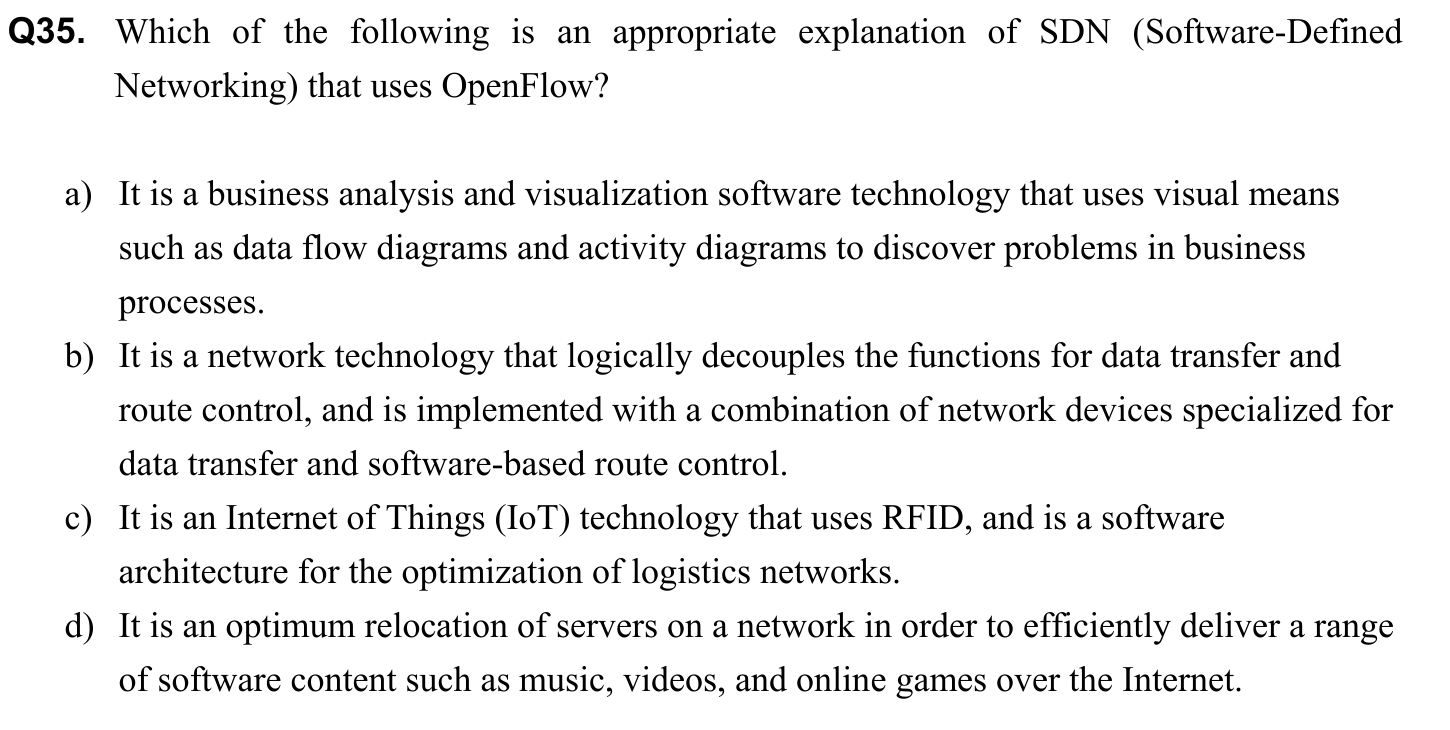 Q35. Which of the following is an appropriate explanation of SDN (Software-Defined
Networking) that uses OpenFlow?
a) It is a business analysis and visualization software technology that uses visual means
such as data flow diagrams and activity diagrams to discover problems in business
processes.
b) It is a network technology that logically decouples the functions for data transfer and
route control, and is implemented with a combination of network devices specialized for
data transfer and software-based route control.
c) It is an Internet of Things (IoT) technology that uses RFID, and is a software
architecture for the optimization of logistics networks.
d) It is an optimum relocation of servers on a network in order to efficiently deliver a range
of software content such as music, videos, and online games over the Internet.